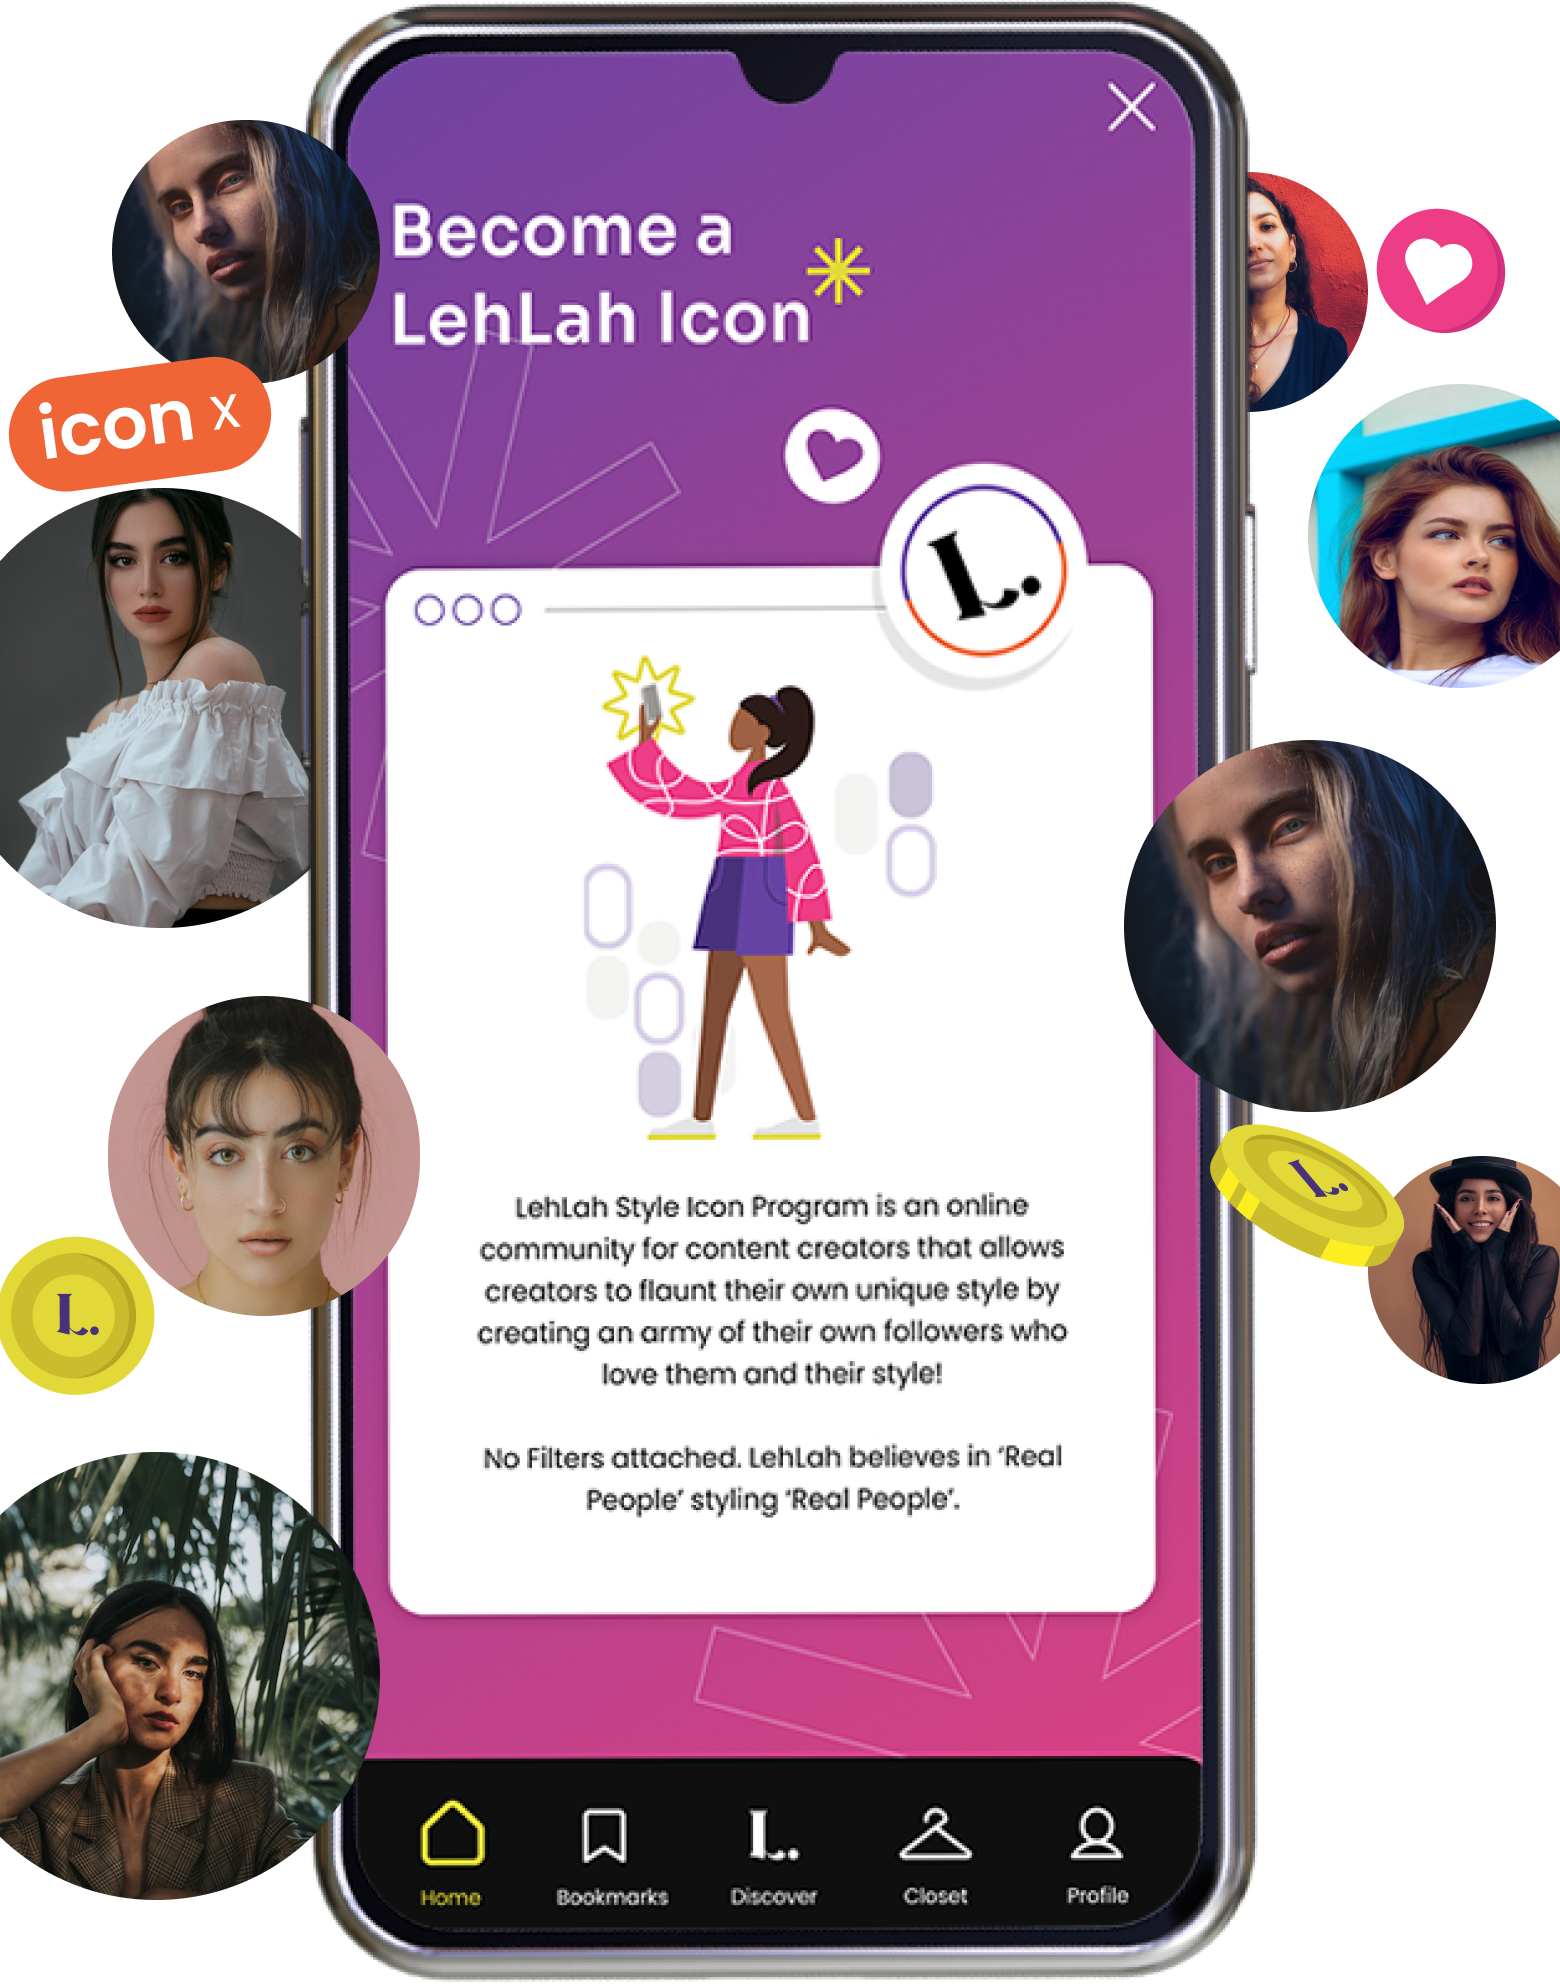 Become a
LehLah Icon
icon x
L.
LehLah Style Icon Program is an online
community for content creators that allows
creators to flaunt their own unique style by
creating an army of their own followers who
love them and their style!
No Filters attached. LehLah believes in ‘Real
People’ styling ‘Real People’.
L.
L.
L.
Home
Bookmarks
Discover
Closet
Profile